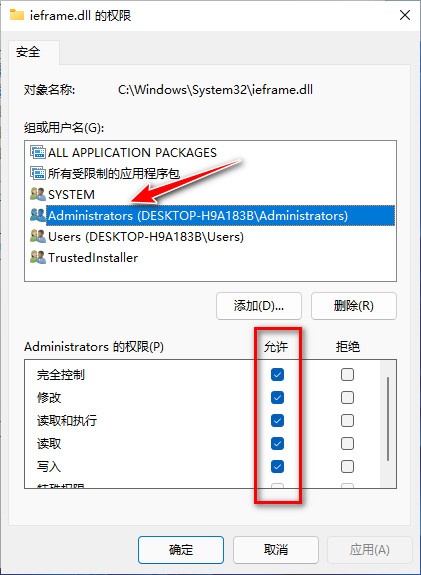 ieframe.dll 的权限
安全
对象名称: C:\Windows\System32\ieframe.dll
组或用户名(G):
ALL APPLICATION PACKAGES
所有受限制的应用程序包
SYSTEM
Administrators (DESKTOP-H9A183B\Administrators)
Users (DESKTOP-H9A183B\Users)
TrustedInstaller
添加(D)... 删除(R)
Administrators 的权限(P) 允许 拒绝
完全控制
修改
读取和执行
读取
写入
特殊权限
确定 取消 应用(A)